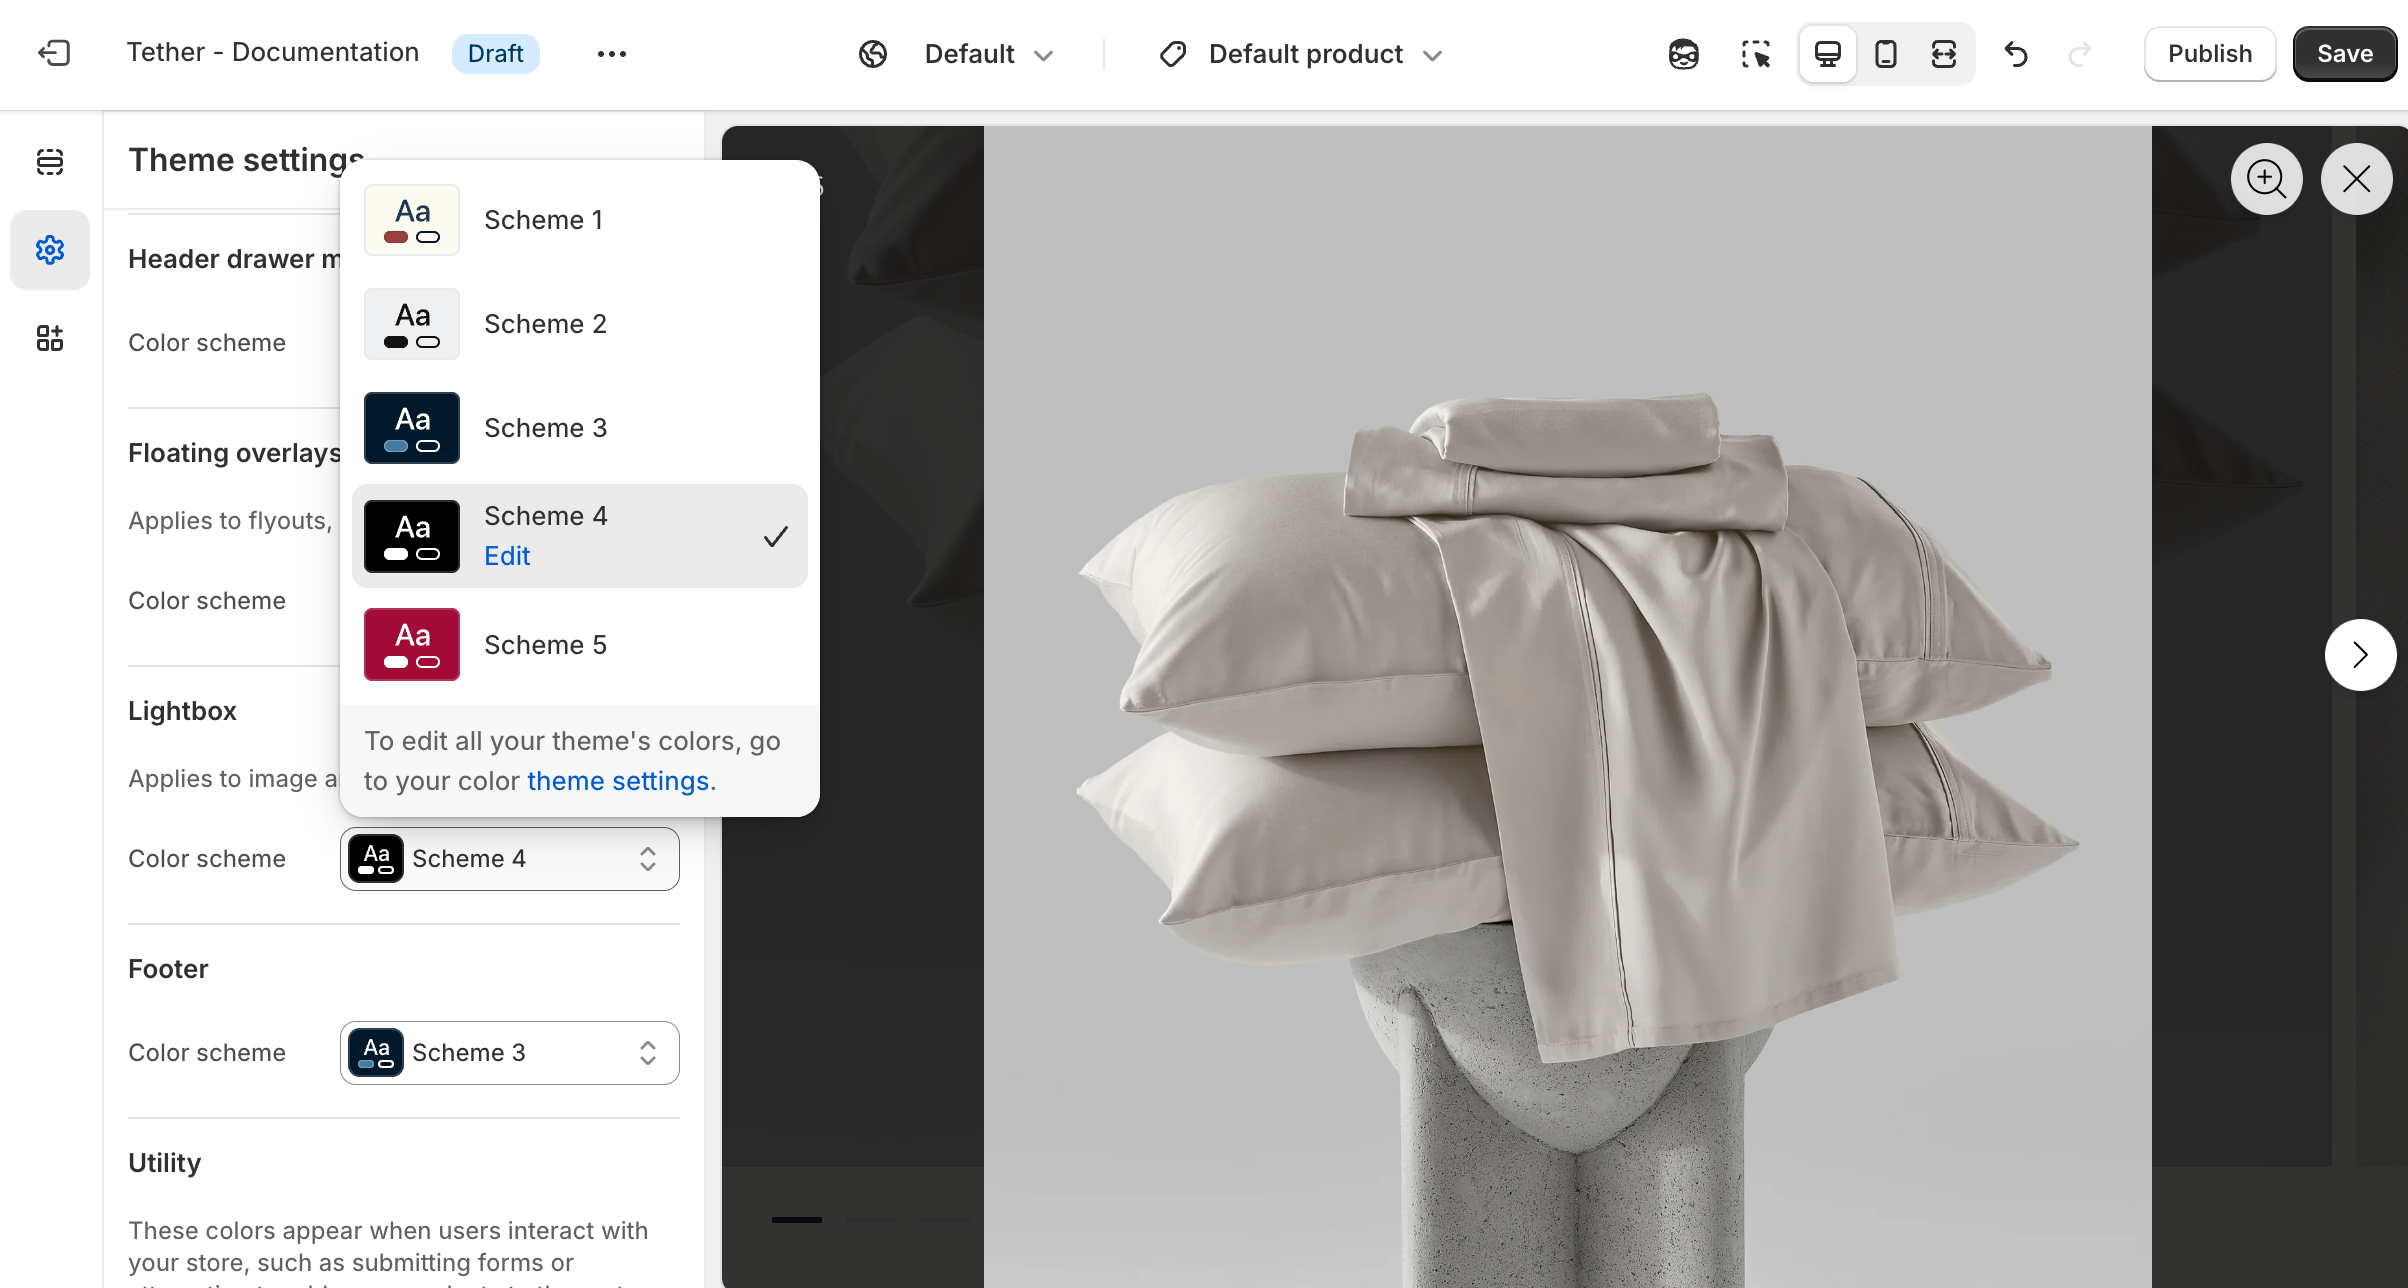 Tether - Documentation
Draft
Default
Default product
Publish
Save
Theme settings
Header drawer
Color scheme
Floating overlays
Applies to flyouts,
Color scheme
Lightbox
Applies to image
Color scheme
Aa
Scheme 4
Footer
Color scheme
Aa
Scheme 3
Utility
These colors appear when users interact with
your store, such as submitting forms or
Aa
Scheme 1
Aa
Scheme 2
Aa
Scheme 3
Aa
Scheme 4
Edit
Aa
Scheme 5
To edit all your theme's colors, go
to your color theme settings.